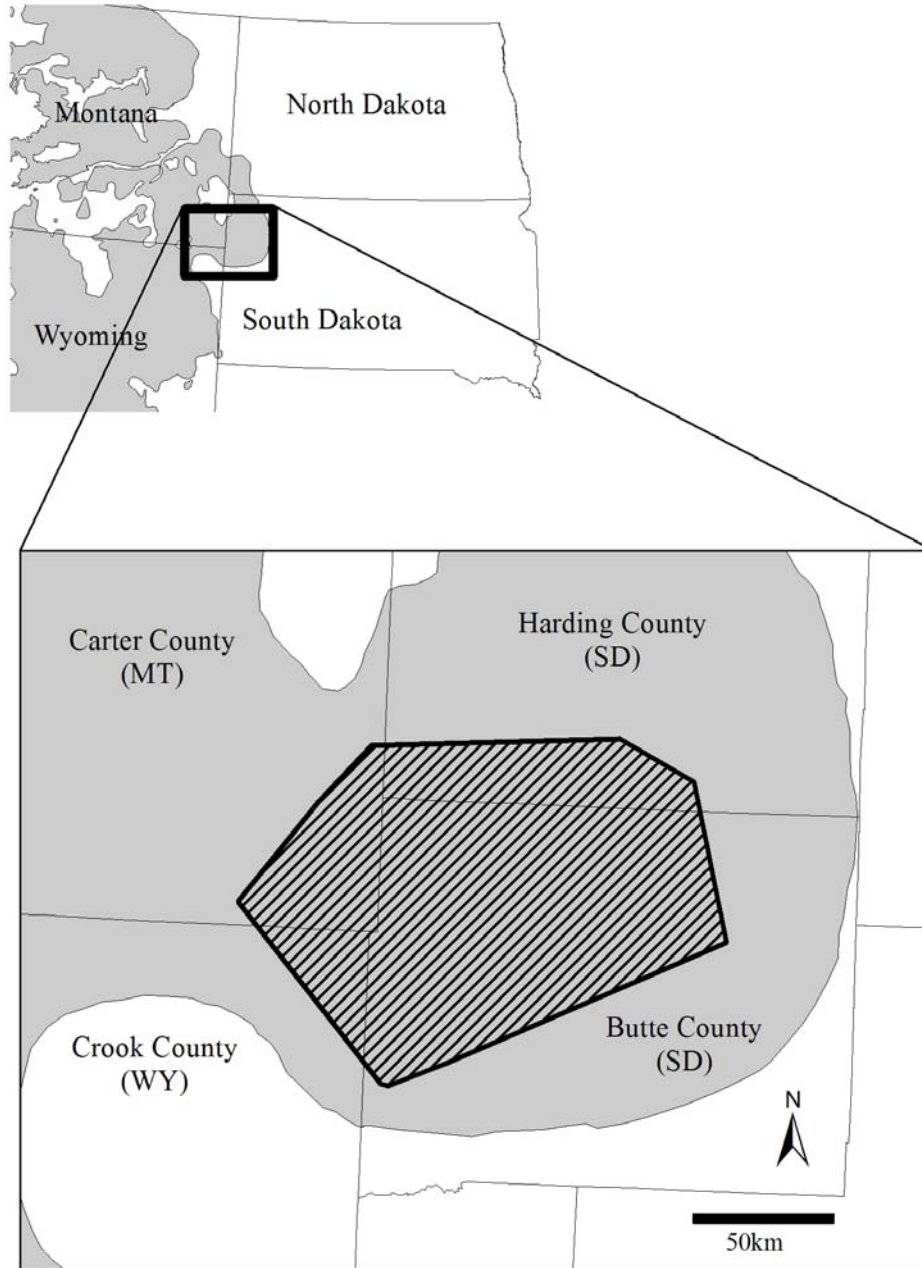 North Dakota
Montana
South Dakota
Wyoming
Harding County
(SD)
Carter County
(MT)
Butte County
(SD)
Crook County
(WY)
N
50km